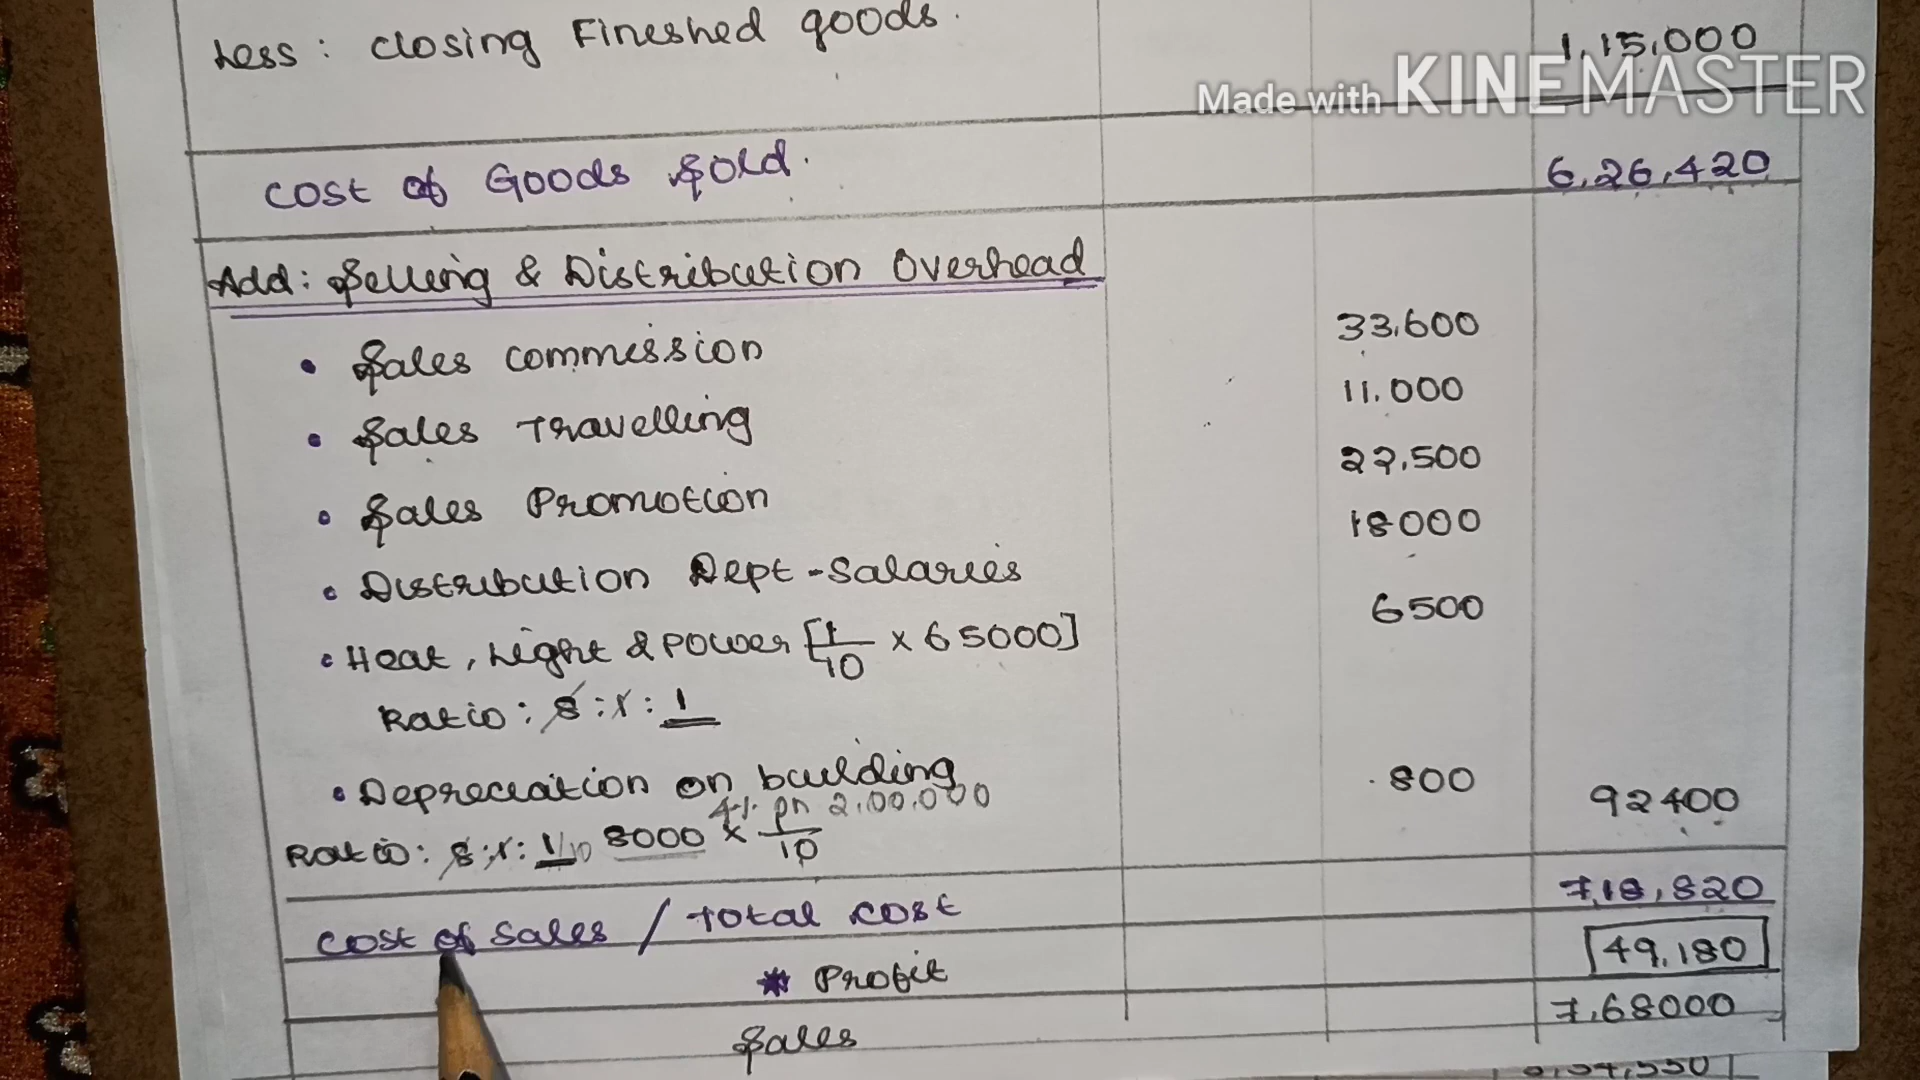 Less : closing Fineshed goods. 1,15,000
Made with KINEMASTER
Cost of Goods Sold. 6,26,420
Add: Selling & Distribution Overhead
• Sales commission 33,600
• Sales Travelling 11,000
• Sales Promotion 22,500
• Distribution Dept - Salaries 18000
• Heat, Light & Power [1/10 × 65000] 6500
Ratio : 8 : 1 : 1
• Depreciation on building 800 92400
4% on 2,00,000
Ratio : 8:1:1/10 8000 × 1/10
Cost of Sales / Total Cost 7,18,820
* Profit 49,180
Sales 7,68000